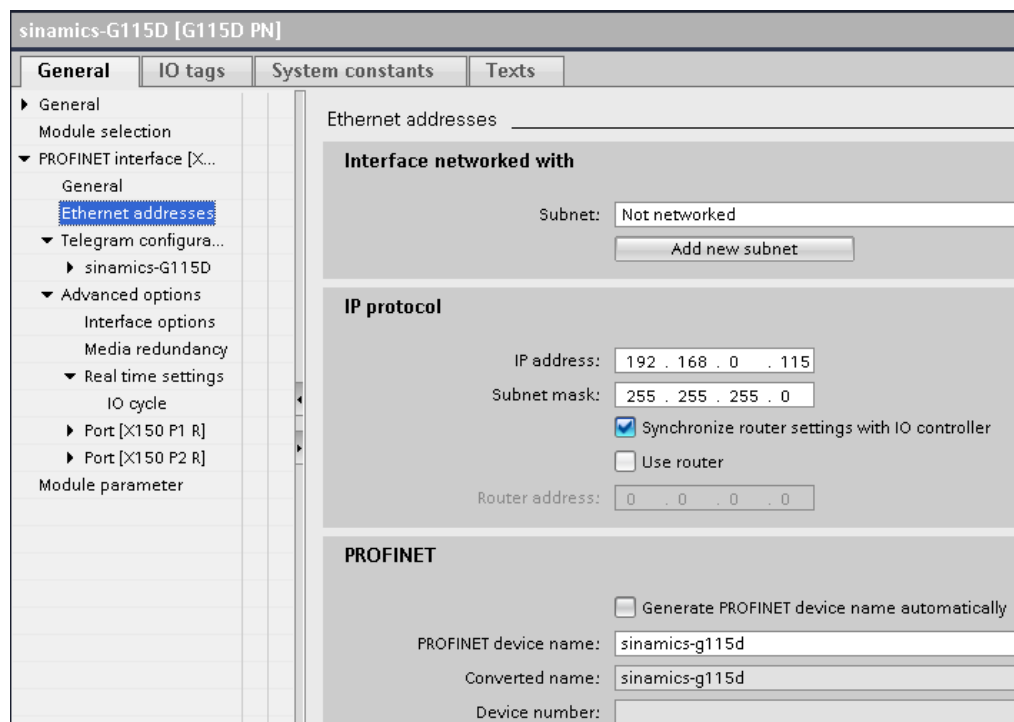 sinamics-G115D [G115D PN]
General IO tags System constants Texts
General
Module selection
PROFINET interface [X...
General
Ethernet addresses
Telegram configura...
sinamics-G115D
Advanced options
Interface options
Media redundancy
Real time settings
IO cycle
Port [X150 P1 R]
Port [X150 P2 R]
Module parameter
Ethernet addresses
Interface networked with
Subnet: Not networked
Add new subnet
IP protocol
IP address: 192 . 168 . 0 . 115
Subnet mask: 255 . 255 . 255 . 0
Synchronize router settings with IO controller
Use router
Router address: 0 . 0 . 0 . 0
PROFINET
Generate PROFINET device name automatically
PROFINET device name: sinamics-g115d
Converted name: sinamics-g115d
Device number: